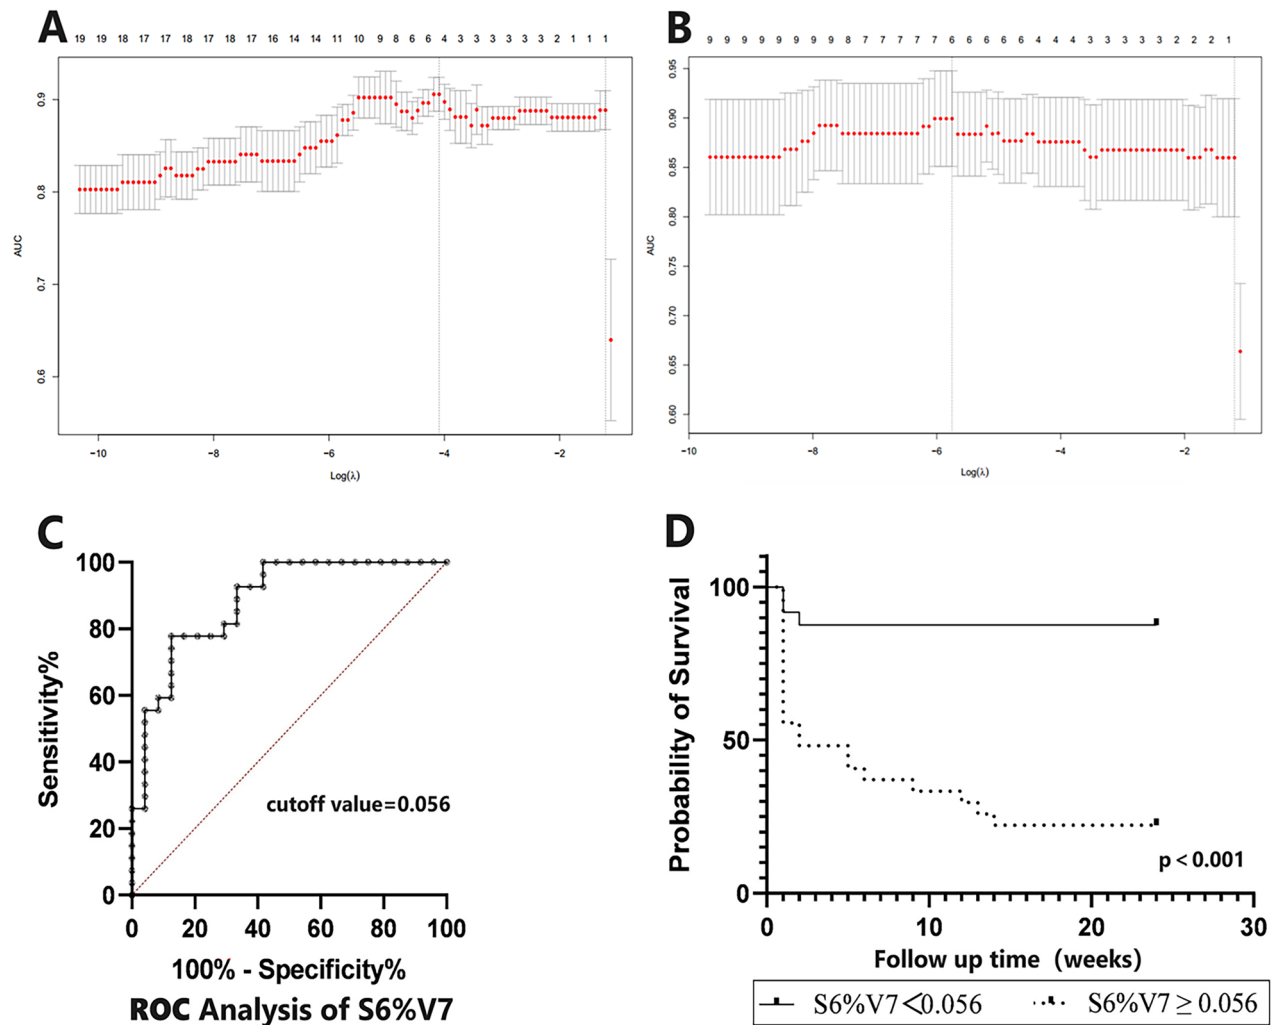 A
19 19 18 17 17 18 17 18 17 16 14 14 11 10 9 8 6 6 4 3 3 3 3 3 2 1 1 1
0.9
0.8
0.7
0.6
AUC
−10 −8 −6 −4 −2
Log(λ)
B
9 9 9 9 9 9 9 9 9 8 7 7 7 7 7 6 6 6 6 4 4 4 3 3 3 3 3 2 2 2 1
0.95
0.90
0.85
0.80
0.75
0.70
0.65
0.60
AUC
−10 −8 −6 −4 −2
Log(λ)
C
100
80
60
40
20
0
Sensitivity%
cutoff value=0.056
0 20 40 60 80 100
100% - Specificity%
ROC Analysis of S6%V7
D
100
50
0
Probability of Survival
p < 0.001
0 10 20 30
Follow up time (weeks)
S6%V7<0.056 S6%V7 ≥ 0.056